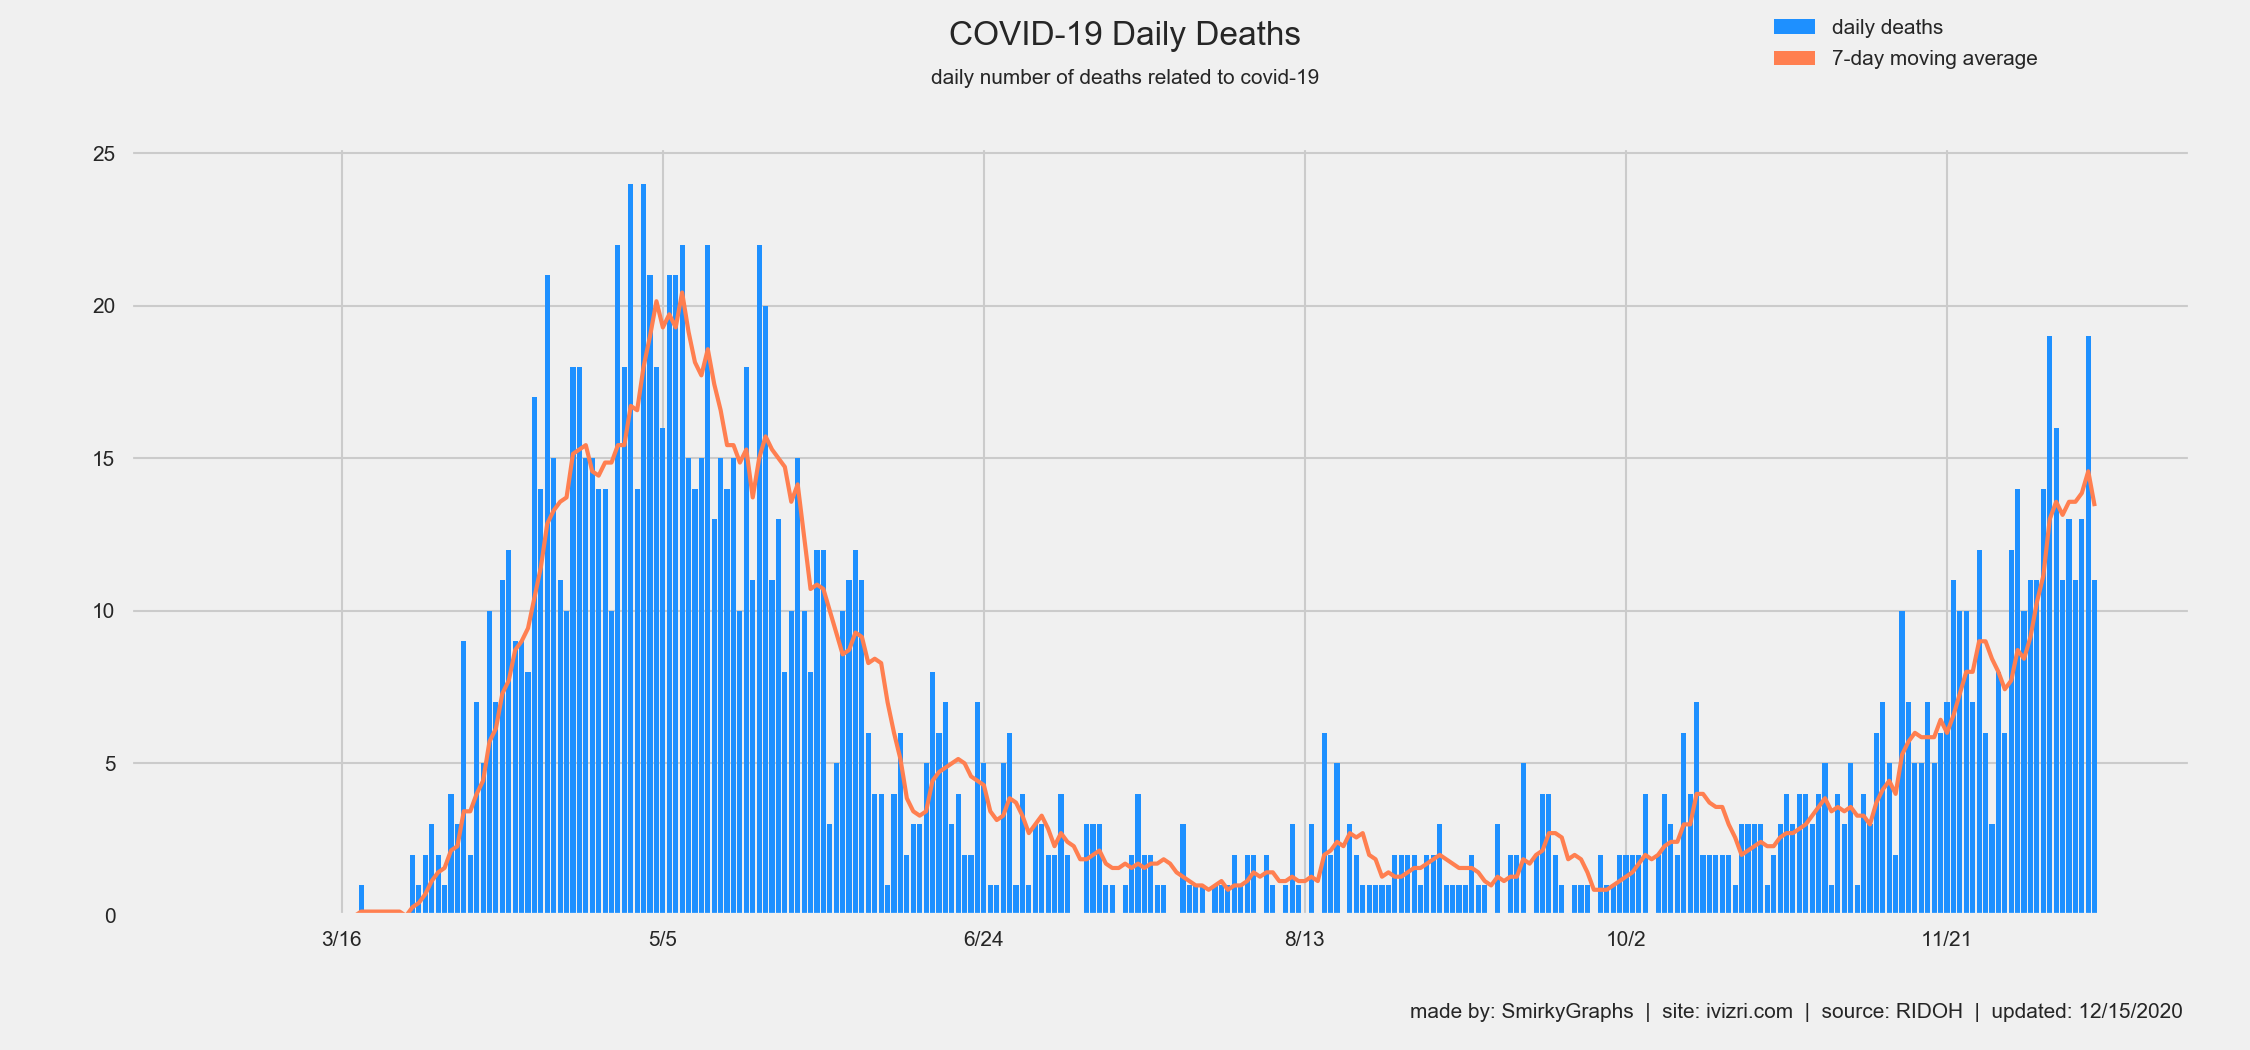 COVID-19 Daily Deaths
daily number of deaths related to covid-19
daily deaths
7-day moving average
25
20
15
10
5
0
3/16 5/5 6/24 8/13 10/2 11/21
made by: SmirkyGraphs | site: ivizri.com | source: RIDOH | updated: 12/15/2020